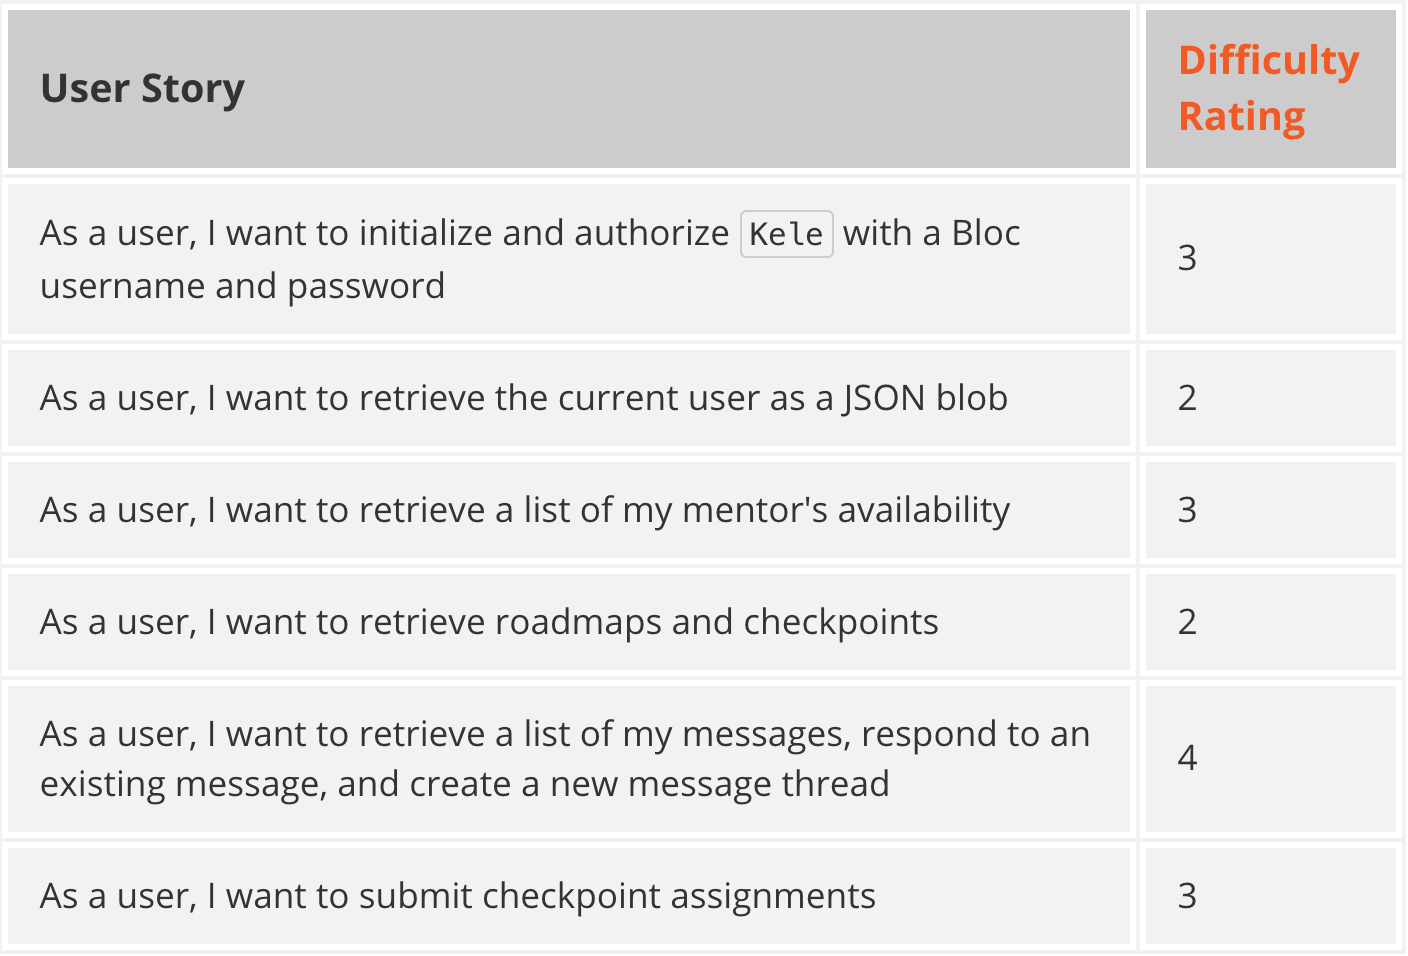 User Story
Difficulty
Rating
As a user, I want to initialize and authorize Kele with a Bloc
username and password
3
As a user, I want to retrieve the current user as a JSON blob
2
As a user, I want to retrieve a list of my mentor's availability
3
As a user, I want to retrieve roadmaps and checkpoints
2
As a user, I want to retrieve a list of my messages, respond to an
existing message, and create a new message thread
4
As a user, I want to submit checkpoint assignments
3